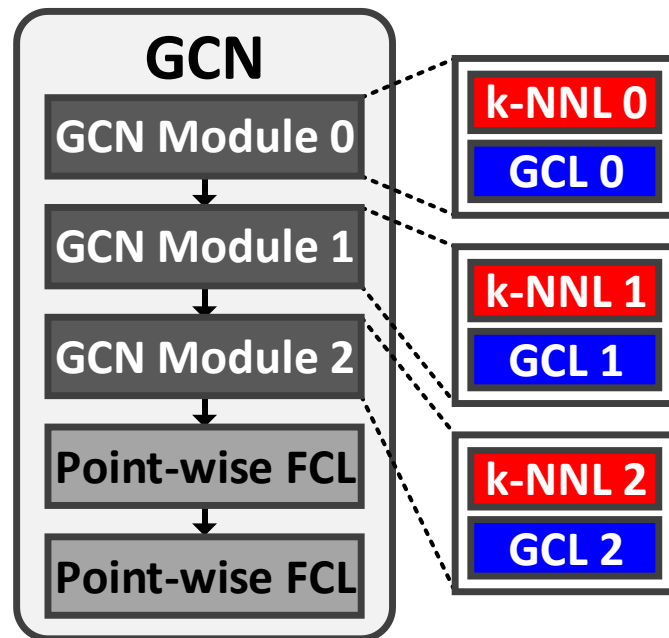 GCN
GCN Module 0
GCN Module 1
GCN Module 2
Point-wise FCL
Point-wise FCL
k-NNL 0
GCL 0
k-NNL 1
GCL 1
k-NNL 2
GCL 2